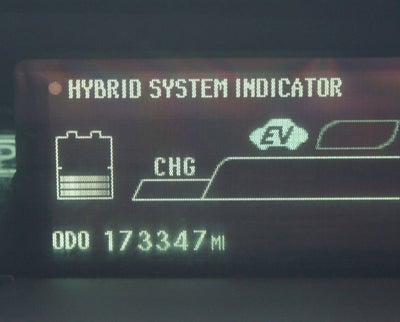 HYBRID SYSTEM INDICATOR
EV
CHG
ODO 173347 MI